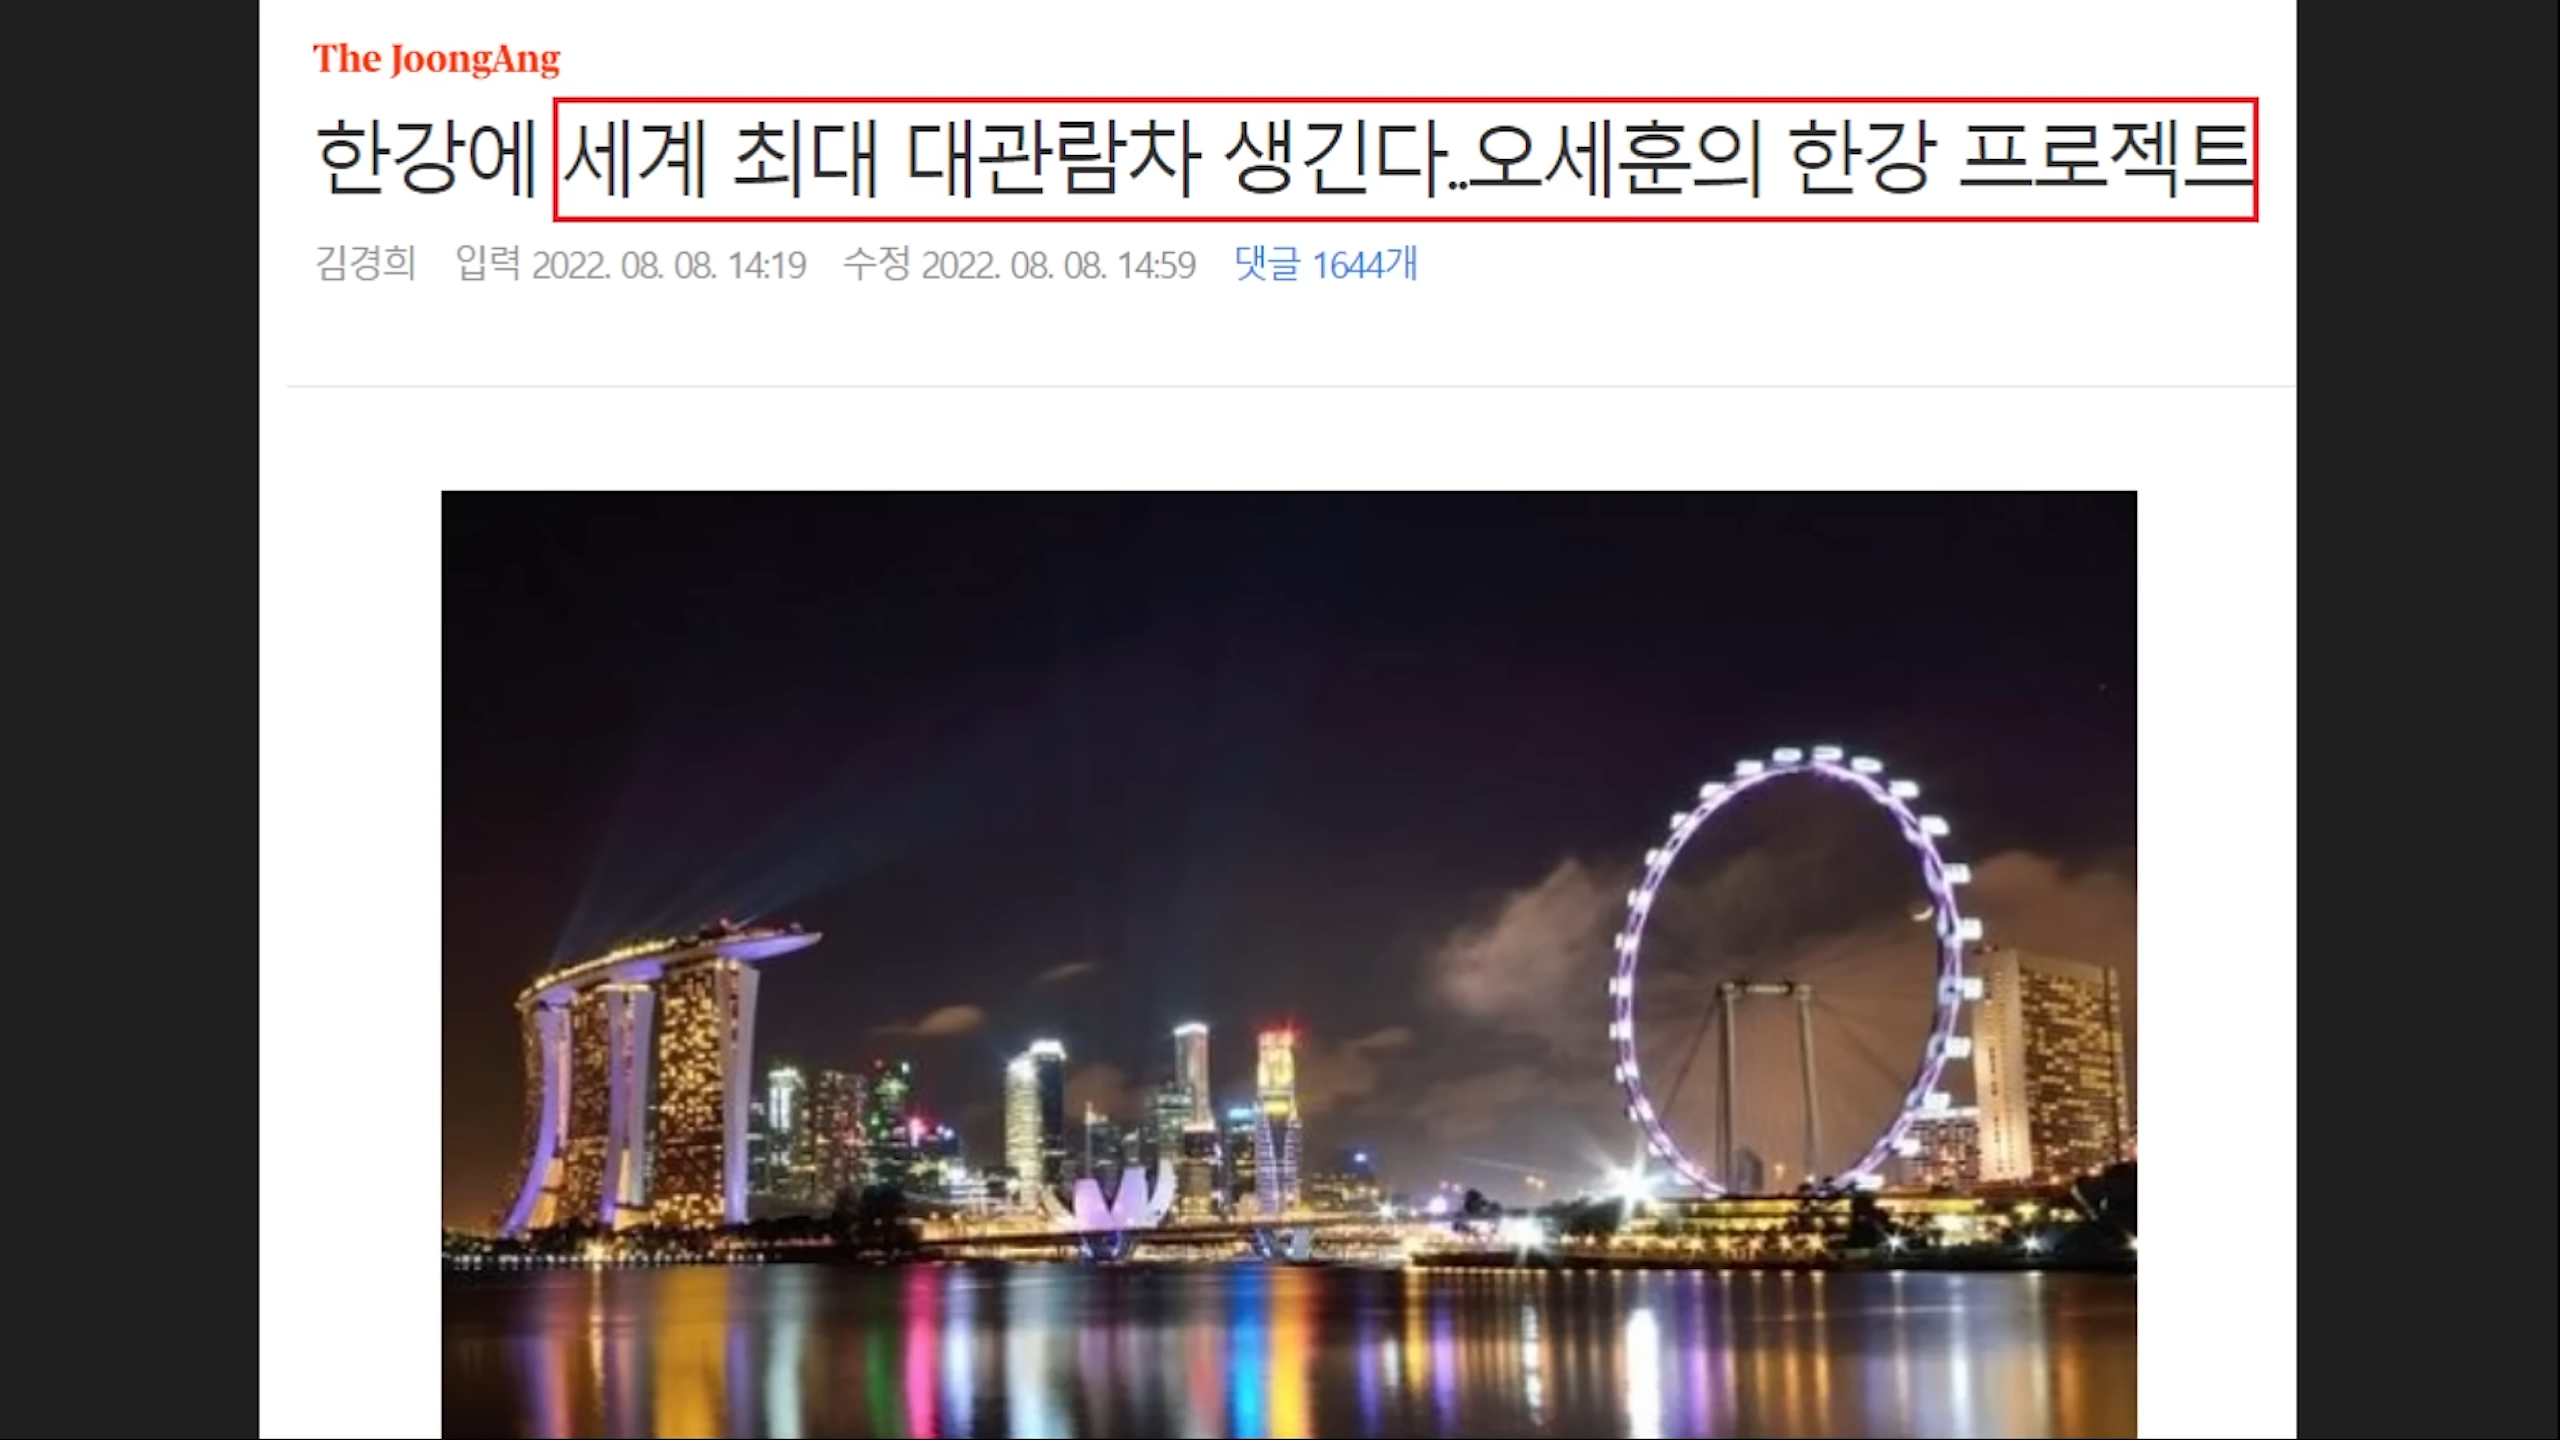 The JoongAng
한강에 세계 최대 대관람차 생긴다..오세훈의 한강 프로젝트
김경희 입력 2022. 08. 08. 14:19 수정 2022. 08. 08. 14:59 댓글 1644개